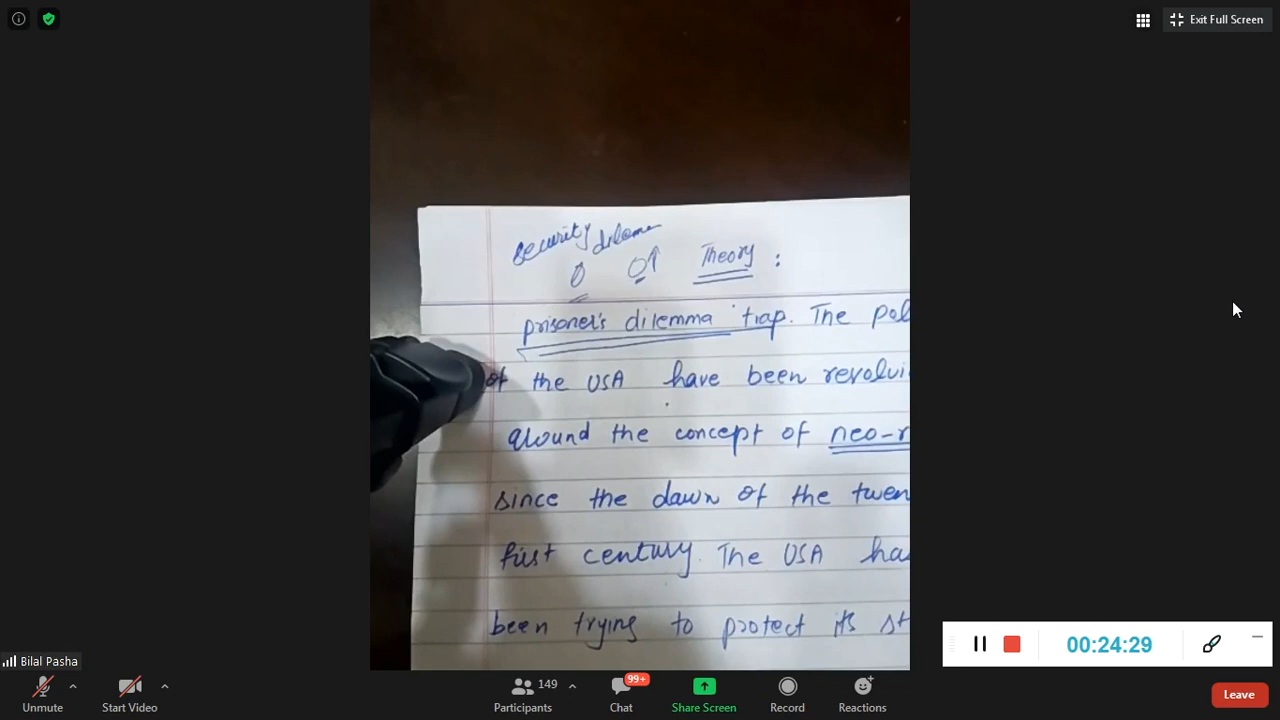 Exit Full Screen
security dilema
Theory :
prisoner's dilemma trap. The pol
of the USA have been revolvi
around the concept of neo-r
since the dawn of the twen
first century. The USA ha
been trying to protect its st
00:24:29
Bilal Pasha
149
99+
Unmute
Start Video
Participants
Chat
Share Screen
Record
Reactions
Leave